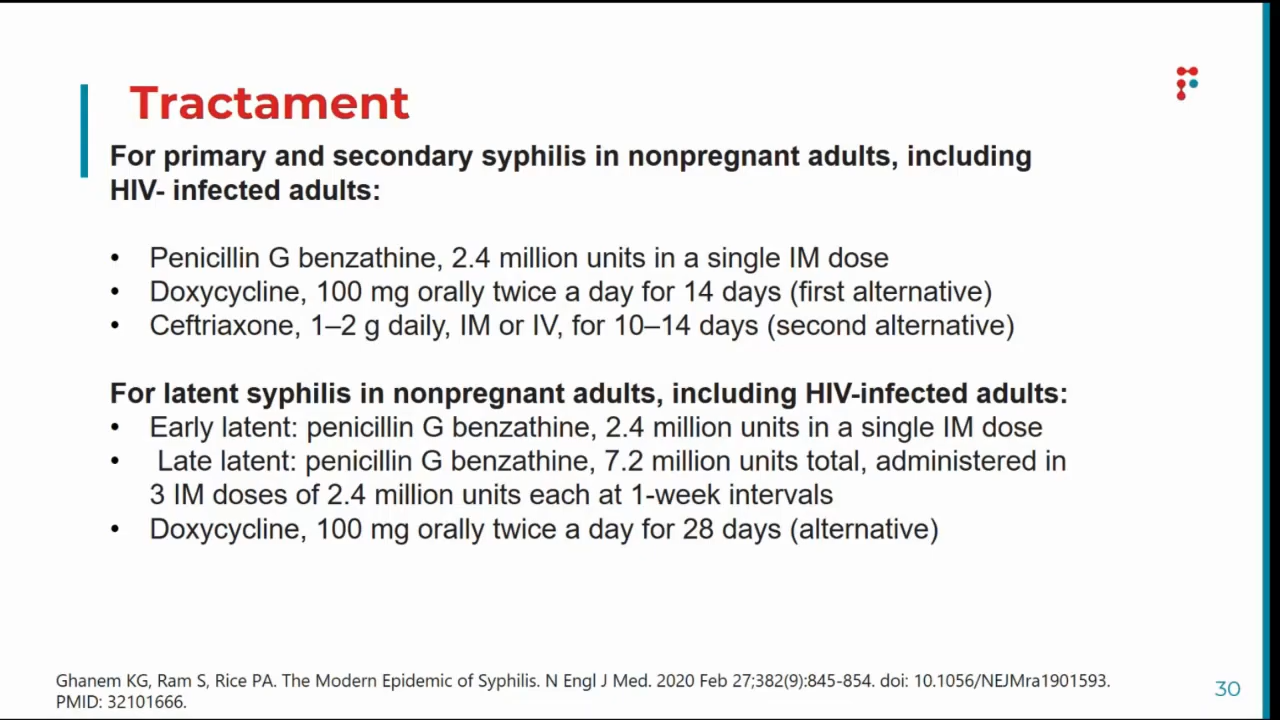 Tractament
For primary and secondary syphilis in nonpregnant adults, including
HIV- infected adults:
• Penicillin G benzathine, 2.4 million units in a single IM dose
• Doxycycline, 100 mg orally twice a day for 14 days (first alternative)
• Ceftriaxone, 1–2 g daily, IM or IV, for 10–14 days (second alternative)
For latent syphilis in nonpregnant adults, including HIV-infected adults:
• Early latent: penicillin G benzathine, 2.4 million units in a single IM dose
• Late latent: penicillin G benzathine, 7.2 million units total, administered in
3 IM doses of 2.4 million units each at 1-week intervals
• Doxycycline, 100 mg orally twice a day for 28 days (alternative)
Ghanem KG, Ram S, Rice PA. The Modern Epidemic of Syphilis. N Engl J Med. 2020 Feb 27;382(9):845-854. doi: 10.1056/NEJMra1901593.
PMID: 32101666.
30